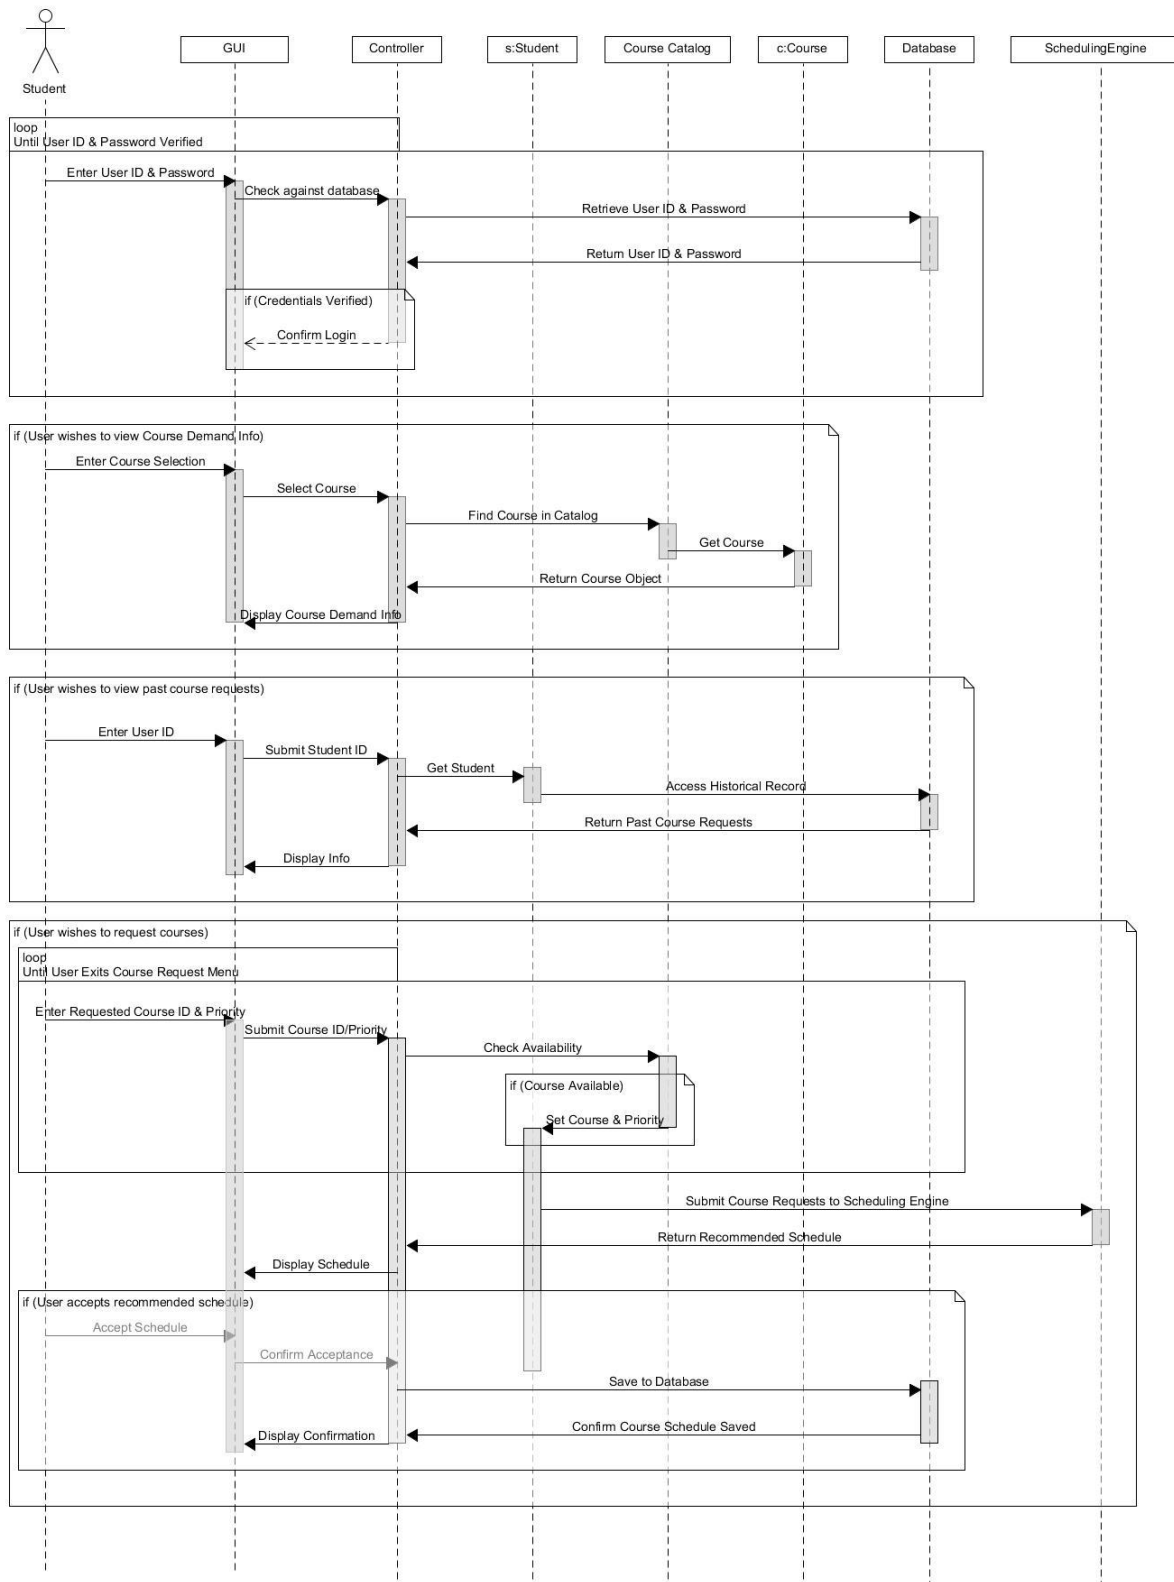 Student
GUI
Controller
s:Student
Course Catalog
c:Course
Database
SchedulingEngine
loop
Until User ID & Password Verified
Enter User ID & Password
Check against database
Retrieve User ID & Password
Return User ID & Password
if (Credentials Verified)
Confirm Login
if (User wishes to view Course Demand Info)
Enter Course Selection
Select Course
Find Course in Catalog
Get Course
Return Course Object
Display Course Demand Info
if (User wishes to view past course requests)
Enter User ID
Submit Student ID
Get Student
Access Historical Record
Return Past Course Requests
Display Info
if (User wishes to request courses)
loop
Until User Exits Course Request Menu
Enter Requested Course ID & Priority
Submit Course ID/Priority
Check Availability
if (Course Available)
Set Course & Priority
Submit Course Requests to Scheduling Engine
Return Recommended Schedule
Display Schedule
if (User accepts recommended schedule)
Accept Schedule
Confirm Acceptance
Save to Database
Confirm Course Schedule Saved
Display Confirmation